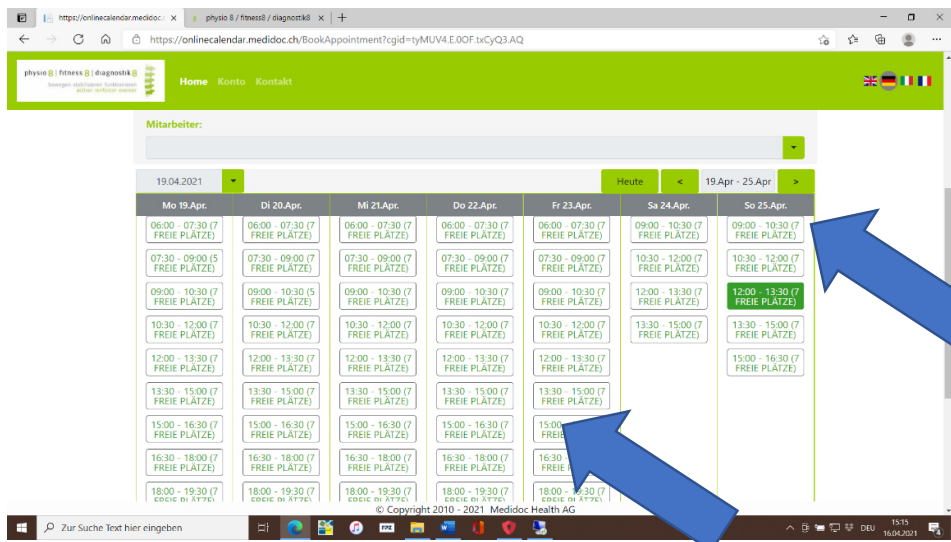 https://onlinecalendar.medidoc.c
physio 8 / fitness8 / diagnostik8
https://onlinecalendar.medidoc.ch/BookAppointment?cgid=tyMUV4.E.0OF.txCyQ3.AQ
physio 8 | fitness 8 | diagnostik 8
Home Konto Kontakt
Mitarbeiter:
19.04.2021
Heute < 19.Apr - 25.Apr >
Mo 19.Apr. Di 20.Apr. Mi 21.Apr. Do 22.Apr. Fr 23.Apr. Sa 24.Apr. So 25.Apr.
06:00 - 07:30 (7 06:00 - 07:30 (7 06:00 - 07:30 (7 06:00 - 07:30 (7 06:00 - 07:30 (7 09:00 - 10:30 (7 09:00 - 10:30 (7
FREIE PLÄTZE) FREIE PLÄTZE) FREIE PLÄTZE) FREIE PLÄTZE) FREIE PLÄTZE) FREIE PLÄTZE) FREIE PLÄTZE)
07:30 - 09:00 (5 07:30 - 09:00 (7 07:30 - 09:00 (7 07:30 - 09:00 (7 07:30 - 09:00 (7 10:30 - 12:00 (7 10:30 - 12:00 (7
FREIE PLÄTZE) FREIE PLÄTZE) FREIE PLÄTZE) FREIE PLÄTZE) FREIE PLÄTZE) FREIE PLÄTZE) FREIE PLÄTZE)
09:00 - 10:30 (7 09:00 - 10:30 (5 09:00 - 10:30 (7 09:00 - 10:30 (7 09:00 - 10:30 (7 12:00 - 13:30 (7 12:00 - 13:30 (7
FREIE PLÄTZE) FREIE PLÄTZE) FREIE PLÄTZE) FREIE PLÄTZE) FREIE PLÄTZE) FREIE PLÄTZE) FREIE PLÄTZE)
10:30 - 12:00 (7 10:30 - 12:00 (7 10:30 - 12:00 (7 10:30 - 12:00 (7 10:30 - 12:00 (7 13:30 - 15:00 (7 13:30 - 15:00 (7
FREIE PLÄTZE) FREIE PLÄTZE) FREIE PLÄTZE) FREIE PLÄTZE) FREIE PLÄTZE) FREIE PLÄTZE) FREIE PLÄTZE)
12:00 - 13:30 (7 12:00 - 13:30 (7 12:00 - 13:30 (7 12:00 - 13:30 (7 12:00 - 13:30 (7 15:00 - 16:30 (7
FREIE PLÄTZE) FREIE PLÄTZE) FREIE PLÄTZE) FREIE PLÄTZE) FREIE PLÄTZE) FREIE PLÄTZE)
13:30 - 15:00 (7 13:30 - 15:00 (7 13:30 - 15:00 (7 13:30 - 15:00 (7 13:30 - 15:00 (7
FREIE PLÄTZE) FREIE PLÄTZE) FREIE PLÄTZE) FREIE PLÄTZE) FREIE PLÄTZE)
15:00 - 16:30 (7 15:00 - 16:30 (7 15:00 - 16:30 (7 15:00 - 16:30 (7 15:00
FREIE PLÄTZE) FREIE PLÄTZE) FREIE PLÄTZE) FREIE PLÄTZE) FREIE
16:30 - 18:00 (7 16:30 - 18:00 (7 16:30 - 18:00 (7 16:30 - 18:00 (7 16:30 -
FREIE PLÄTZE) FREIE PLÄTZE) FREIE PLÄTZE) FREIE PLÄTZE) FREIE
18:00 - 19:30 (7 18:00 - 19:30 (7 18:00 - 19:30 (7 18:00 - 19:30 (7 18:00 - 19:30 (7
FREIE PLÄTZE) FREIE PLÄTZE) FREIE PLÄTZE) FREIE PLÄTZE) FREIE PLÄTZE)
© Copyright 2010 - 2021 Medidoc Health AG
Zur Suche Text hier eingeben
DEU 15:15
16.04.2021